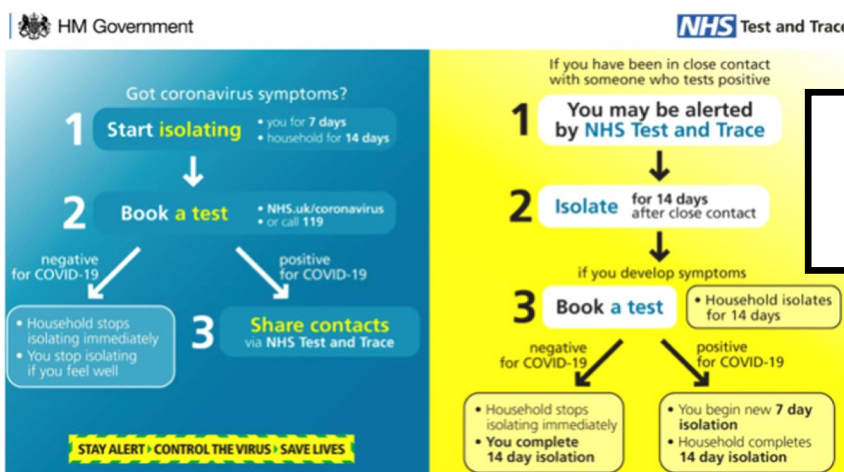 HM Government
NHS Test and Trace
Got coronavirus symptoms?
1
Start isolating
• you for 7 days
• household for 14 days
2
Book a test
• NHS.uk/coronavirus
• or call 119
negative
for COVID-19
positive
for COVID-19
• Household stops
isolating immediately
• You stop isolating
if you feel well
3
Share contacts
via NHS Test and Trace
STAY ALERT CONTROL THE VIRUS SAVE LIVES
If you have been in close contact
with someone who tests positive
1
You may be alerted
by NHS Test and Trace
2
Isolate
for 14 days
after close contact
if you develop symptoms
3
Book a test
• Household isolates
for 14 days
negative
for COVID-19
positive
for COVID-19
• Household stops
isolating immediately
• You complete
14 day isolation
• You begin new 7 day
isolation
• Household completes
14 day isolation